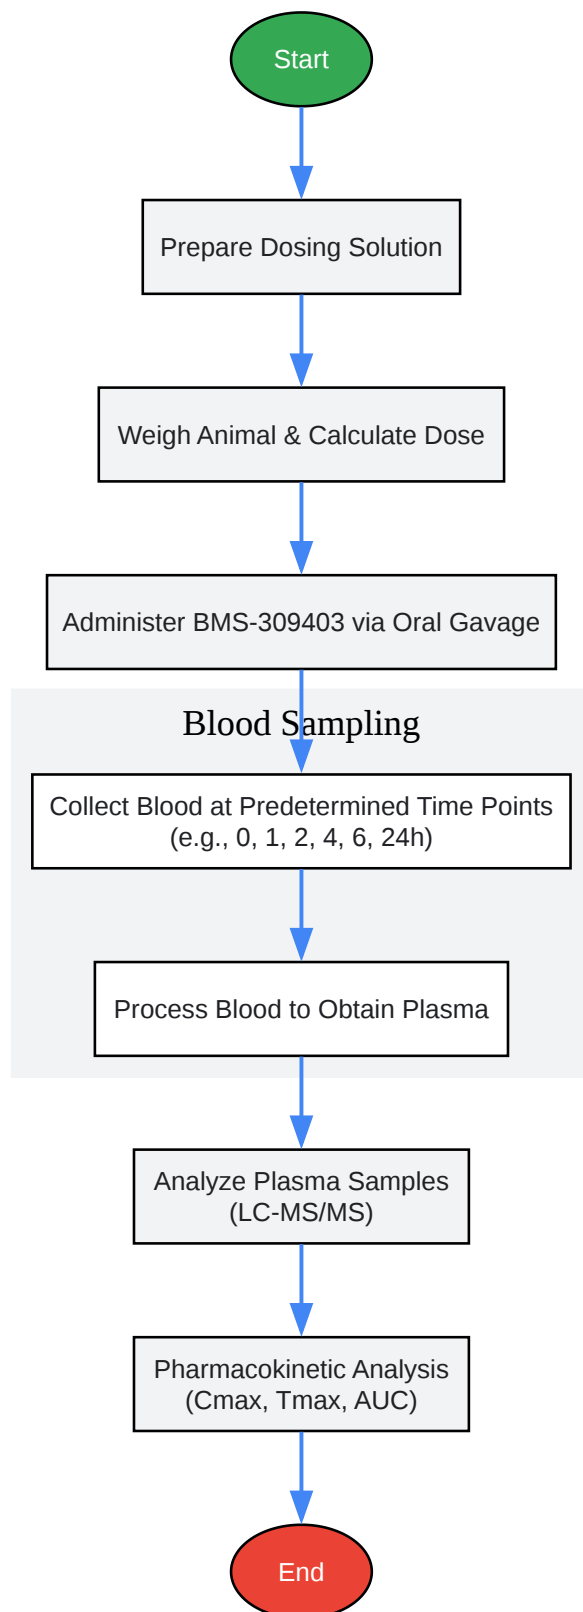 Start
Prepare Dosing Solution
Weigh Animal & Calculate Dose
Administer BMS-309403 via Oral Gavage
Blood Sampling
Collect Blood at Predetermined Time Points
(e.g., 0, 1, 2, 4, 6, 24h)
Process Blood to Obtain Plasma
Analyze Plasma Samples
(LC-MS/MS)
Pharmacokinetic Analysis
(Cmax, Tmax, AUC)
End